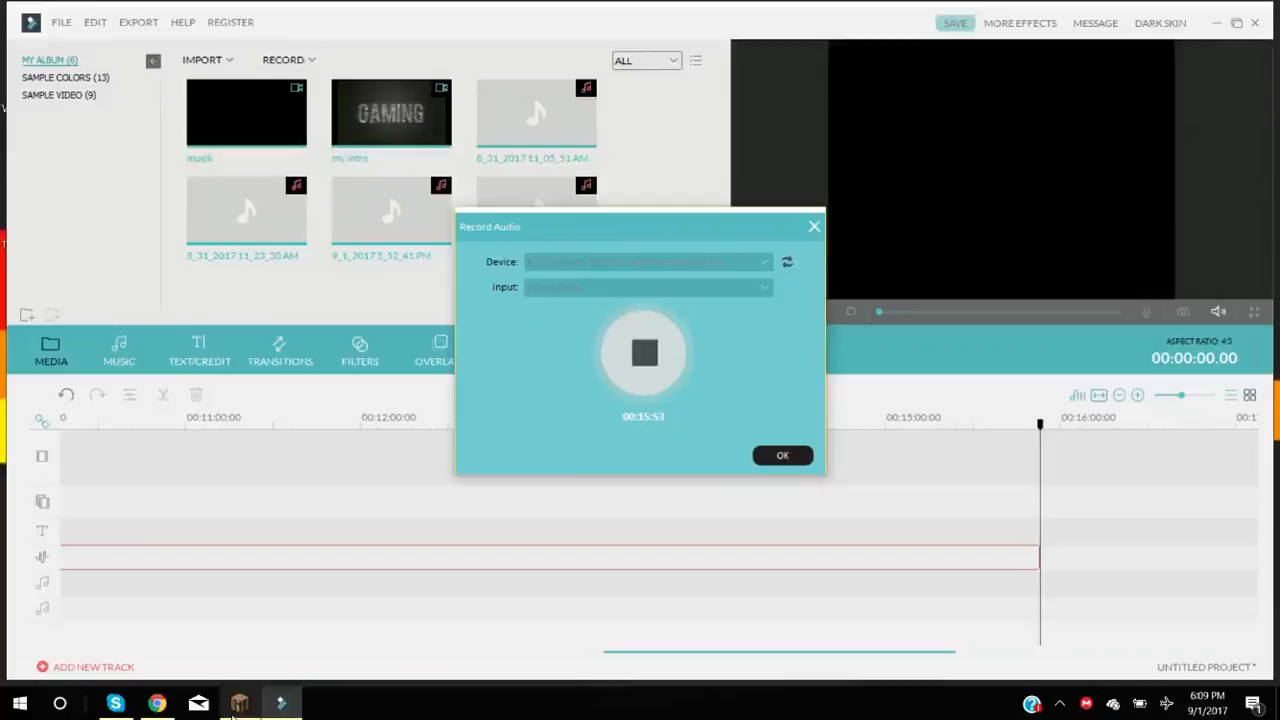 FILE EDIT EXPORT HELP REGISTER SAVE MORE EFFECTS MESSAGE DARK SKIN
MY ALBUM (6)
SAMPLE COLORS (13)
SAMPLE VIDEO (9)
IMPORT RECORD ALL
GAMING
musik my intro 8_31_2017 11_05_51 AM
8_31_2017 11_23_30 AM 9_1_2017 5_52_41 PM
Record Audio
Device:
Input:
00:15:53
OK
MEDIA MUSIC TEXT/CREDIT TRANSITIONS FILTERS OVERLA
ASPECT RATIO: 4:3
00:00:00.00
0 00:11:00:00 00:12:00:00 00:15:00:00 00:16:00:00 00:1
ADD NEW TRACK UNTITLED PROJECT*
6:09 PM
9/1/2017